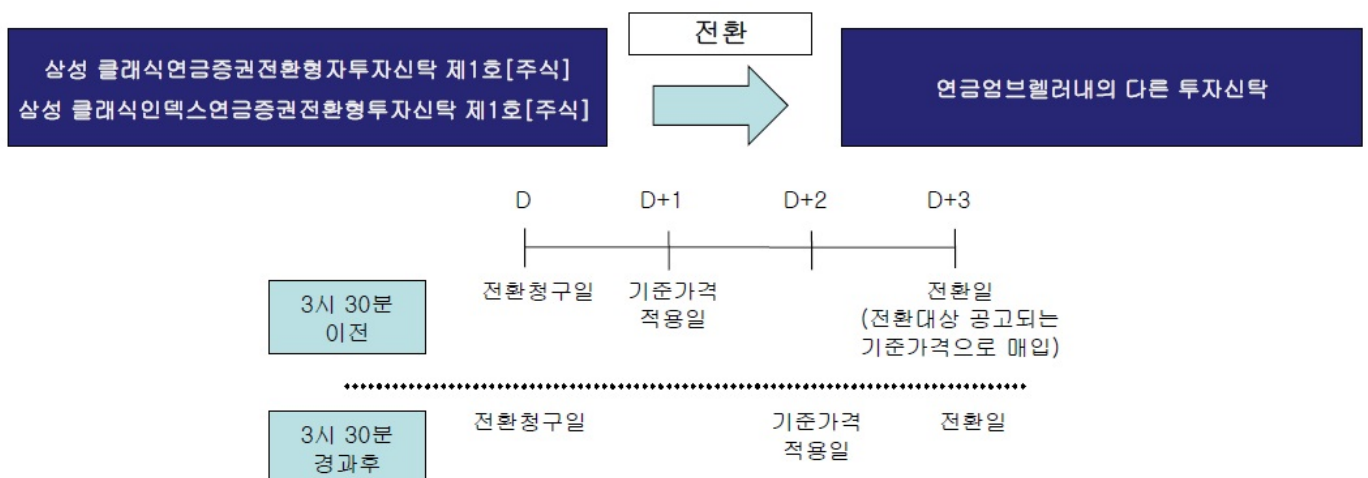 전환
삼성 클래식연금증권전환형자투자신탁 제1호[주식]
삼성 클래식인덱스연금증권전환형투자신탁 제1호[주식]
연금엄브렐러내의 다른 투자신탁
D D+1 D+2 D+3
3시 30분
이전
전환청구일
기준가격
적용일
전환일
(전환대상 공고되는
기준가격으로 매입)
3시 30분
경과후
전환청구일
기준가격
적용일
전환일